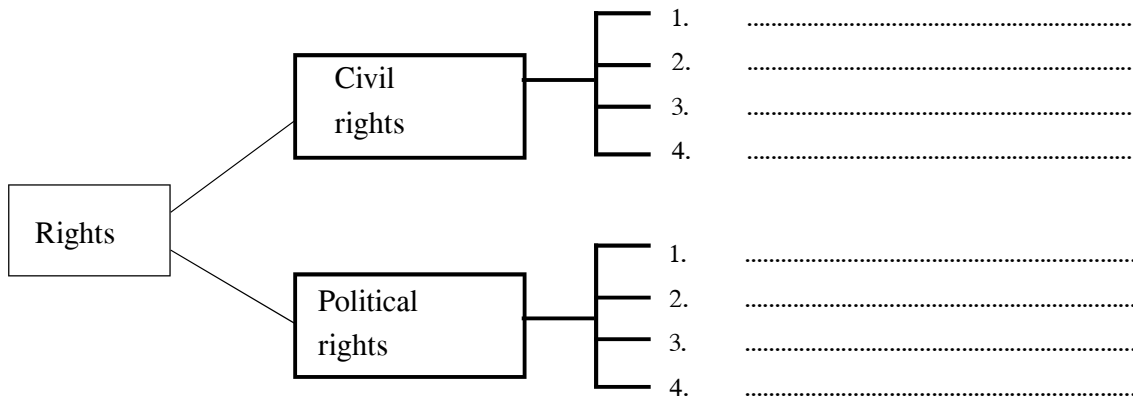 Rights
Civil
rights
1. ..........................................................................
2. ..........................................................................
3. ..........................................................................
4. ..........................................................................
Political
rights
1. ..........................................................................
2. ..........................................................................
3. ..........................................................................
4. ..........................................................................